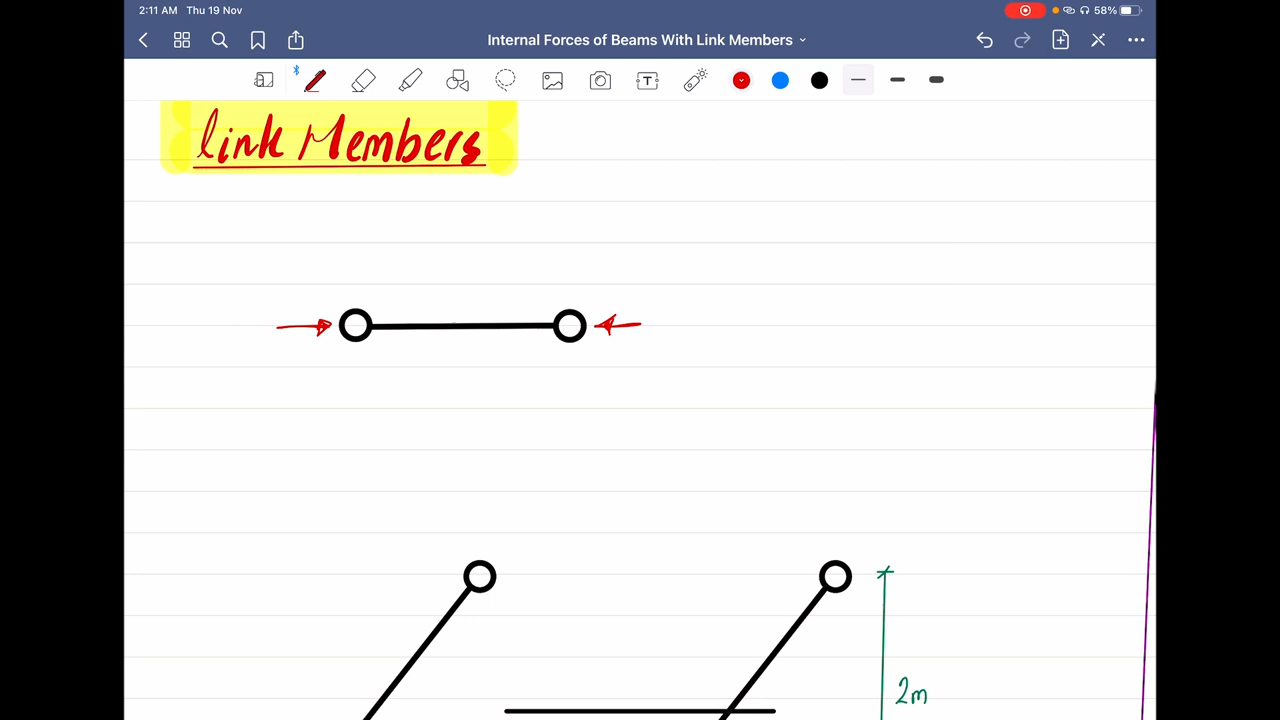 2:11 AM Thu 19 Nov 58%
Internal Forces of Beams With Link Members
T
link Members
2m